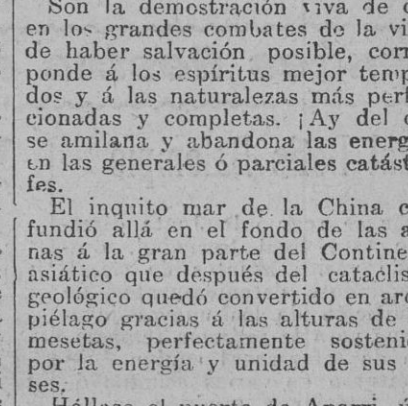 Son la demostración viva de
en los grandes combates de la vi
de haber salvación posible, corr
ponde á los espíritus mejor temp
dos y á las naturalezas más perf
cionadas y completas. ¡Ay del
se amilana y abandona las energ
en las generales ó parciales catást
fes.
El inquito mar de la China c
fundió allá en el fondo de las a
nas á la gran parte del Contine
asiático que después del cataclis
geológico quedó convertido en arc
piélago gracias á las alturas de
mesetas, perfectamente sosteni
por la energía y unidad de sus
ses.